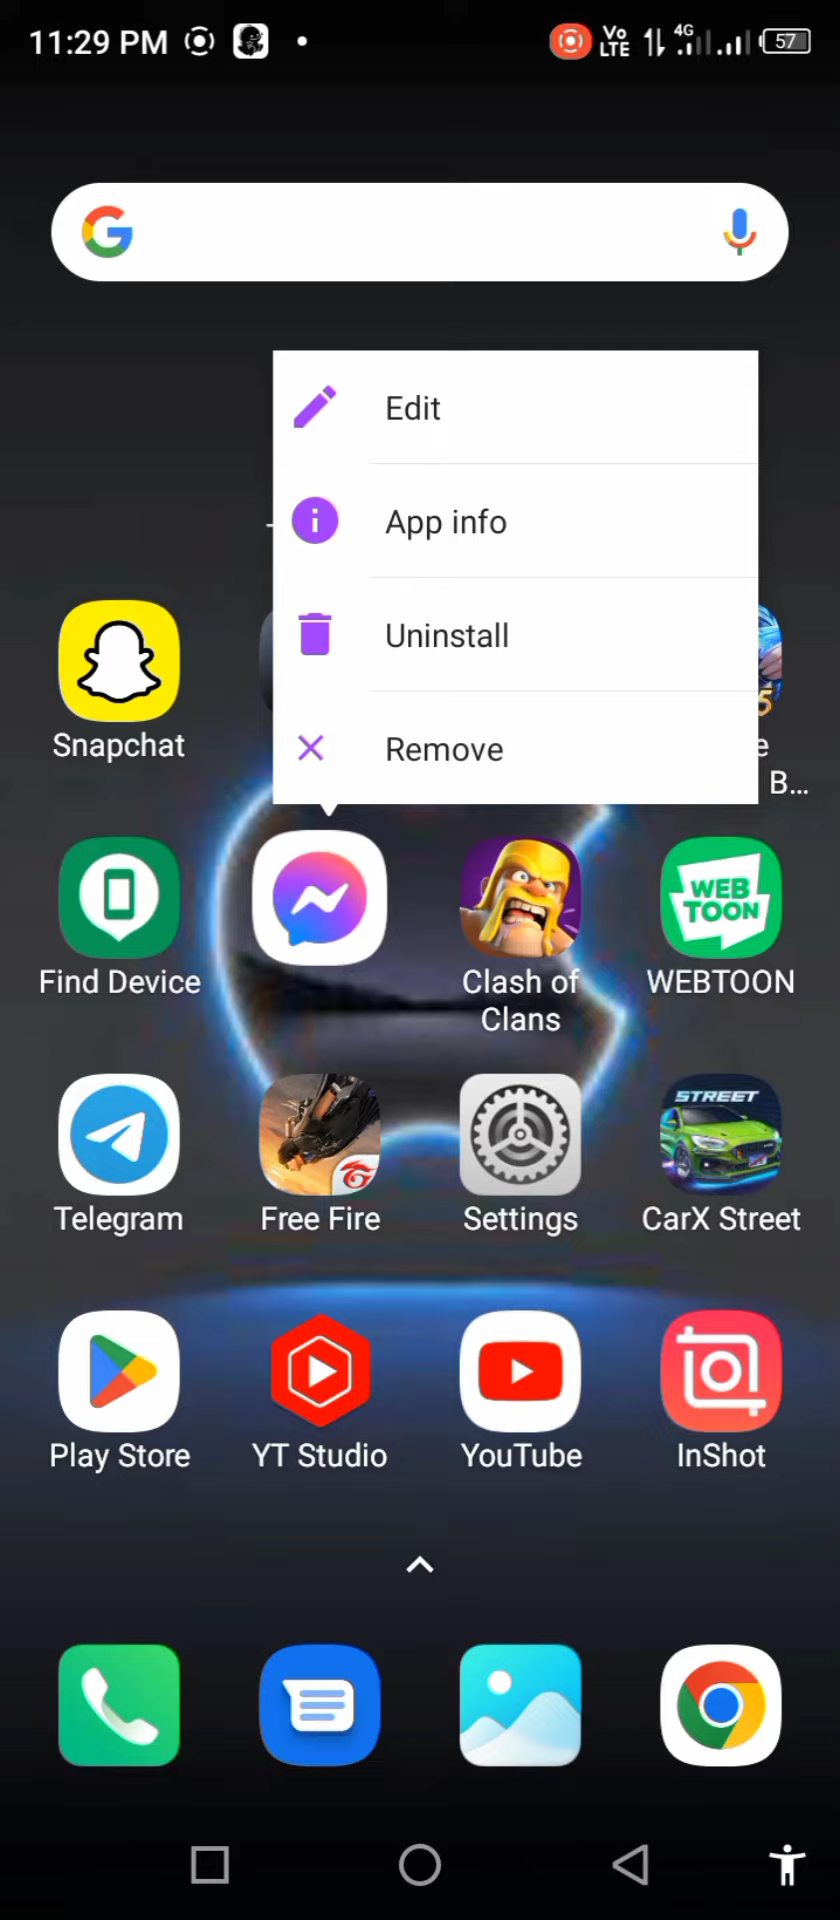 11:29 PM
Vo
LTE
4G
57
Edit
App info
Uninstall
Remove
Snapchat
5
e
B...
Find Device
Clash of
Clans
WEB
TOON
WEBTOON
STREET
Telegram
Free Fire
Settings
CarX Street
Play Store
YT Studio
YouTube
InShot